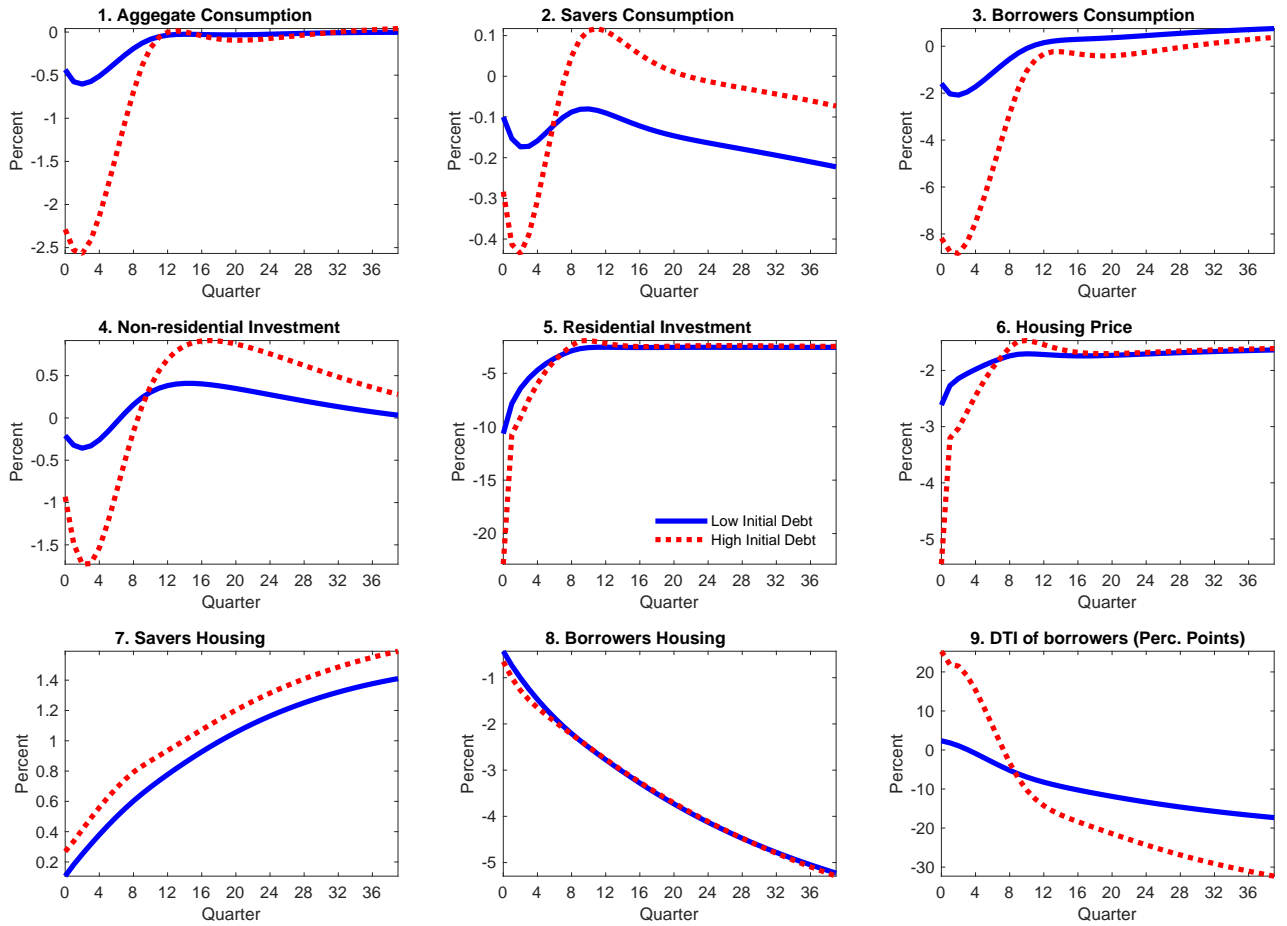 1. Aggegate Consumption
0
-0.5
-1
-1.5
-2
-2.5
Percent
0 4 8 12 16 20 24 28 32 36
Quarter
2. Savers Consumption
0.1
0
-0.1
-0.2
-0.3
-0.4
Percent
0 4 8 12 16 20 24 28 32 36
Quarter
3. Borrowers Consumption
0
-2
-4
-6
-8
Percent
0 4 8 12 16 20 24 28 32 36
Quarter
4. Non-residential Investment
0.5
0
-0.5
-1
-1.5
Percent
0 4 8 12 16 20 24 28 32 36
Quarter
5. Residential Investment
-5
-10
-15
-20
Percent
Low Initial Debt
High Initial Debt
0 4 8 12 16 20 24 28 32 36
Quarter
6. Housing Price
-2
-3
-4
-5
Percent
0 4 8 12 16 20 24 28 32 36
Quarter
7. Savers Housing
1.4
1.2
1
0.8
0.6
0.4
0.2
Percent
0 4 8 12 16 20 24 28 32 36
Quarter
8. Borrowers Housing
-1
-2
-3
-4
-5
Percent
0 4 8 12 16 20 24 28 32 36
Quarter
9. DTI of borrowers (Perc. Points)
20
10
0
-10
-20
-30
Percent
0 4 8 12 16 20 24 28 32 36
Quarter